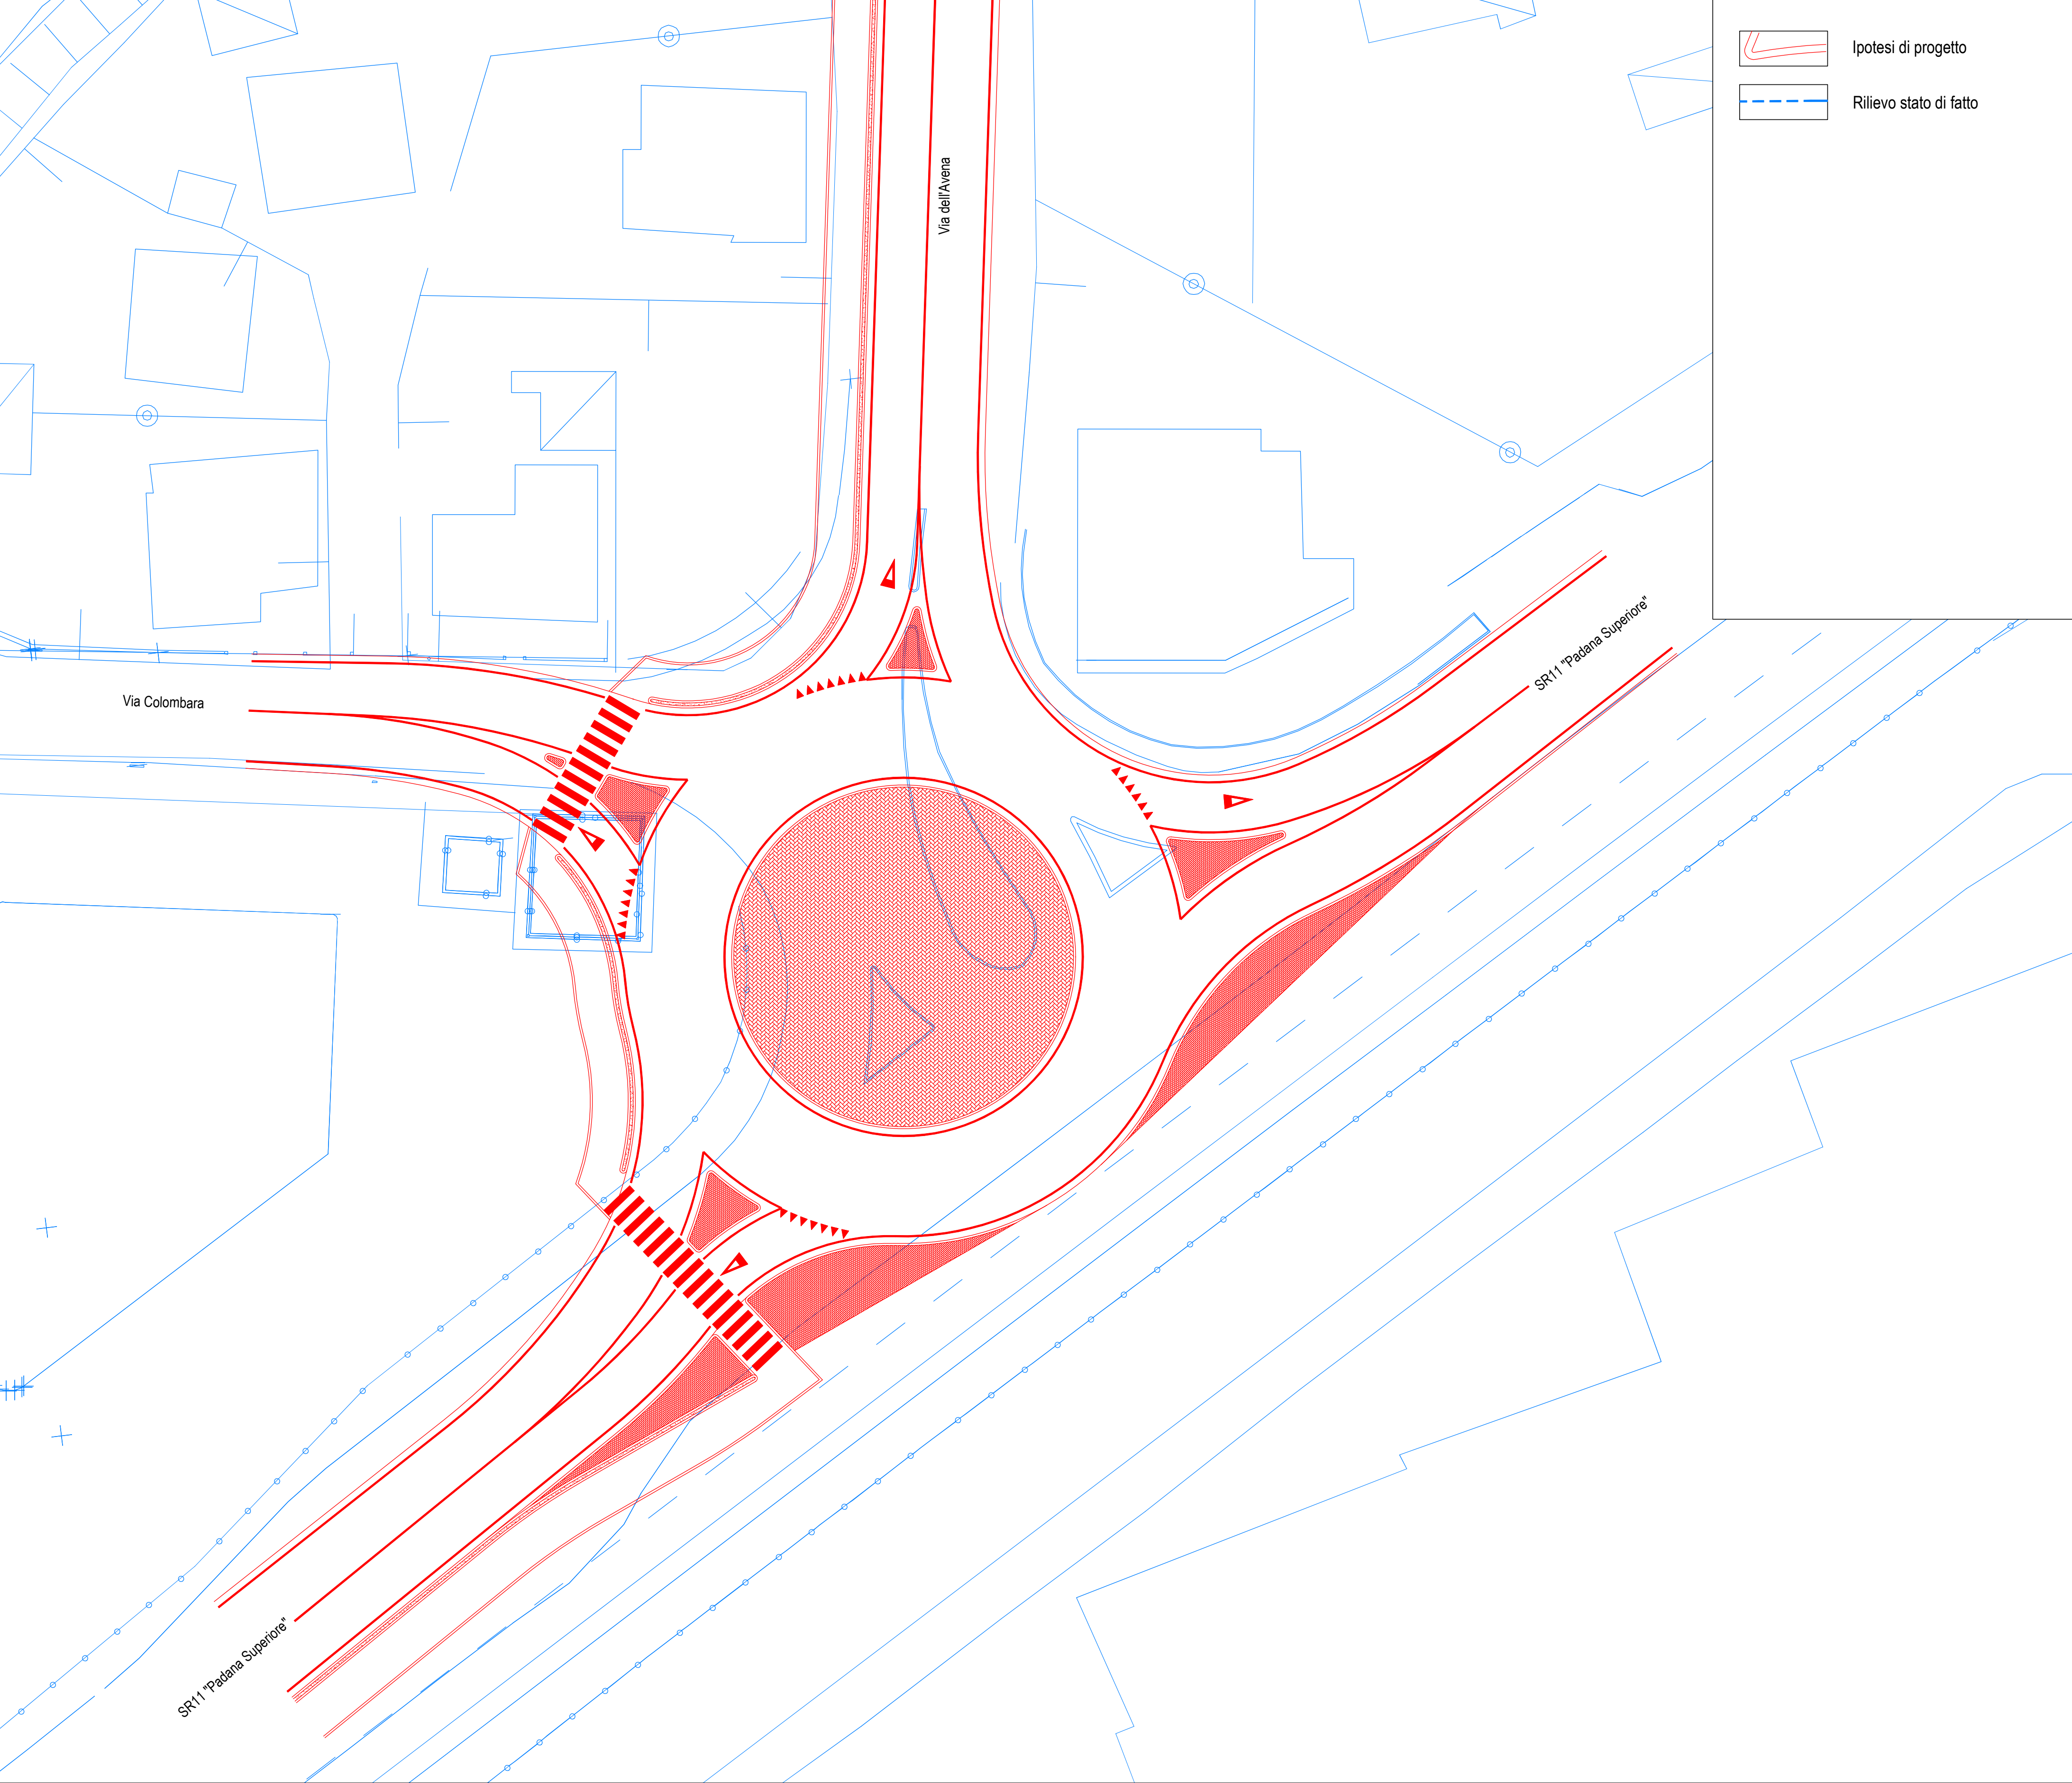 Ipotesi di progetto
Rilievo stato di fatto
Via dell'Avena
SR11 "Padana Superiore"
Via Colombara
SR11 "Padana Superiore"